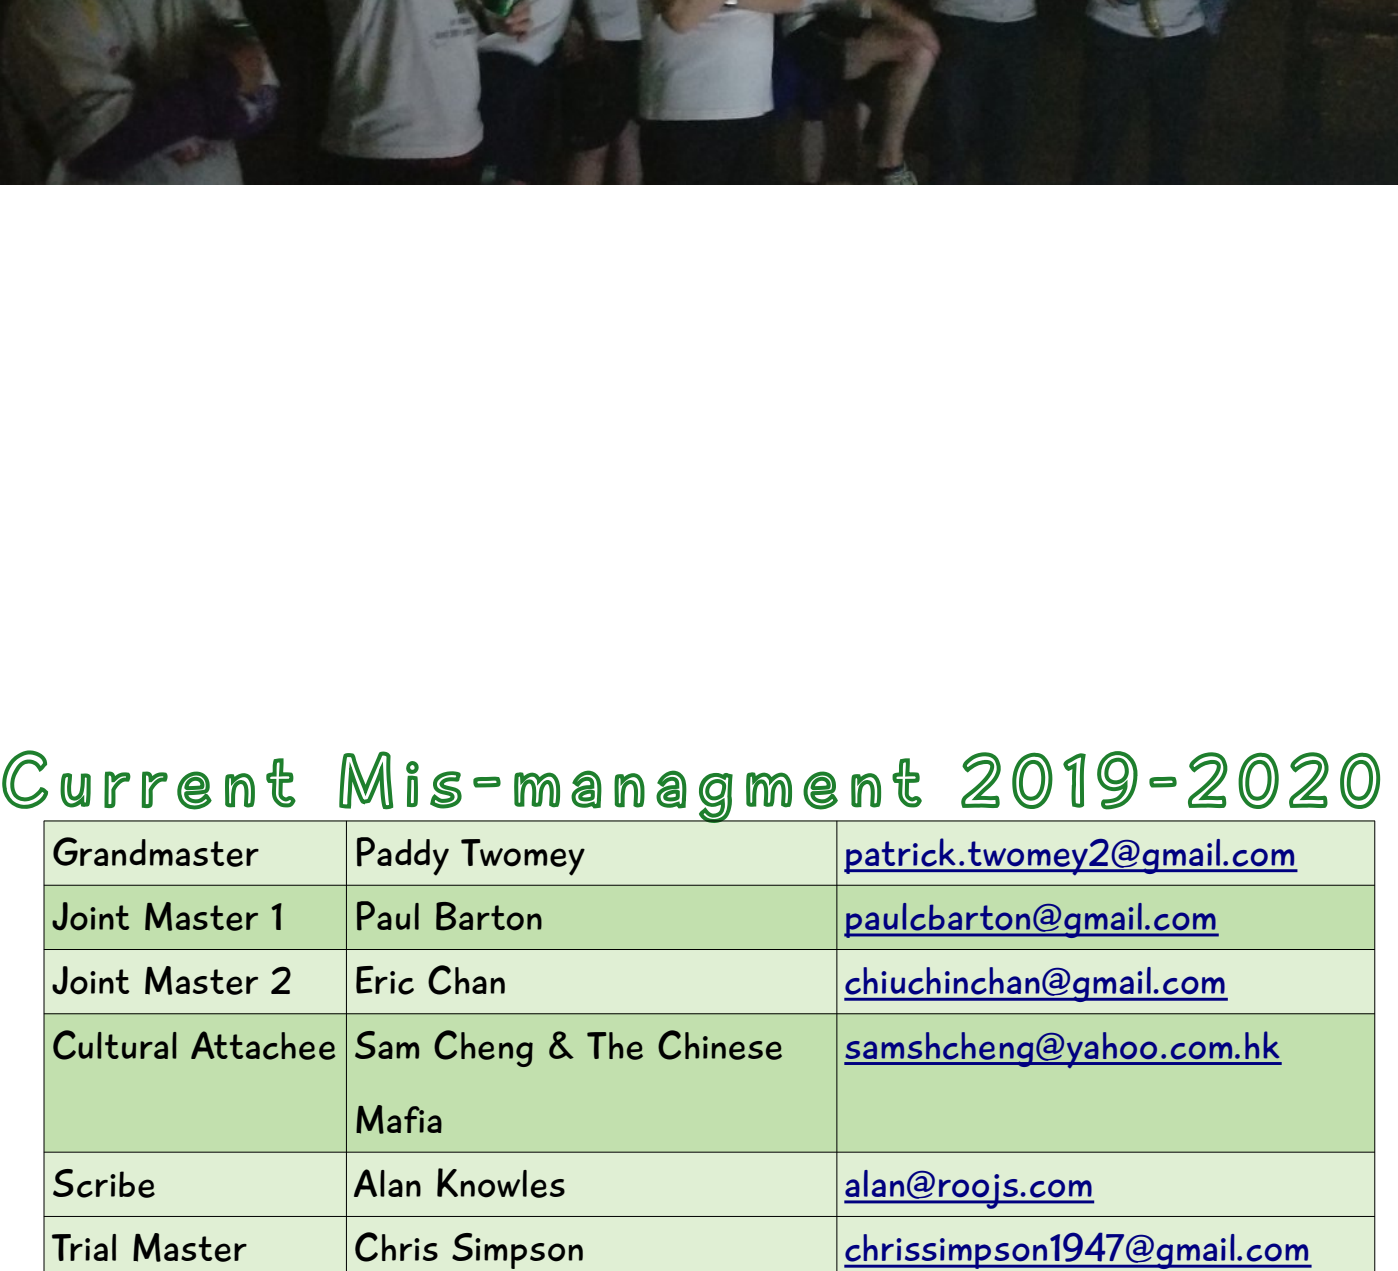 Current Mis-managment 2019-2020
Grandmaster Paddy Twomey patrick.twomey2@gmail.com
Joint Master 1 Paul Barton paulcbarton@gmail.com
Joint Master 2 Eric Chan chiuchinchan@gmail.com
Cultural Attachee Sam Cheng & The Chinese samshcheng@yahoo.com.hk
Mafia
Scribe Alan Knowles alan@roojs.com
Trial Master Chris Simpson chrissimpson1947@gmail.com